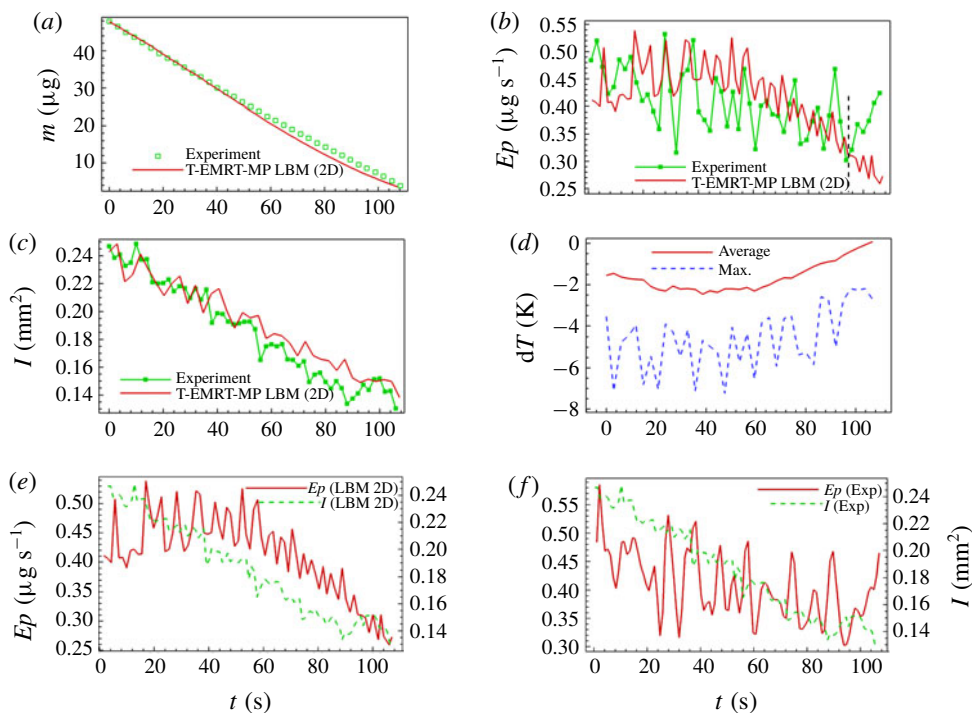 (a)
m (µg)
40
30
20
10
0 20 40 60 80 100
Experiment
T-EMRT-MP LBM (2D)
(b)
Ep (µg s⁻¹)
0.55
0.50
0.45
0.40
0.35
0.30
0.25
0 20 40 60 80 100
Experiment
T-EMRT-MP LBM (2D)
(c)
I (mm²)
0.24
0.22
0.20
0.18
0.16
0.14
0 20 40 60 80 100
Experiment
T-EMRT-MP LBM (2D)
(d)
dT (K)
0
−2
−4
−6
−8
0 20 40 60 80 100
Average
Max.
(e)
Ep (µg s⁻¹)
0.50
0.45
0.40
0.35
0.30
0.25
Ep (LBM 2D)
I (LBM 2D)
0.24
0.22
0.20
0.18
0.16
0.14
0 20 40 60 80 100
t (s)
(f)
0.55
0.50
0.45
0.40
0.35
0.30
Ep (Exp)
I (Exp)
0.24
0.22
0.20
0.18
0.16
0.14
I (mm²)
0 20 40 60 80 100
t (s)